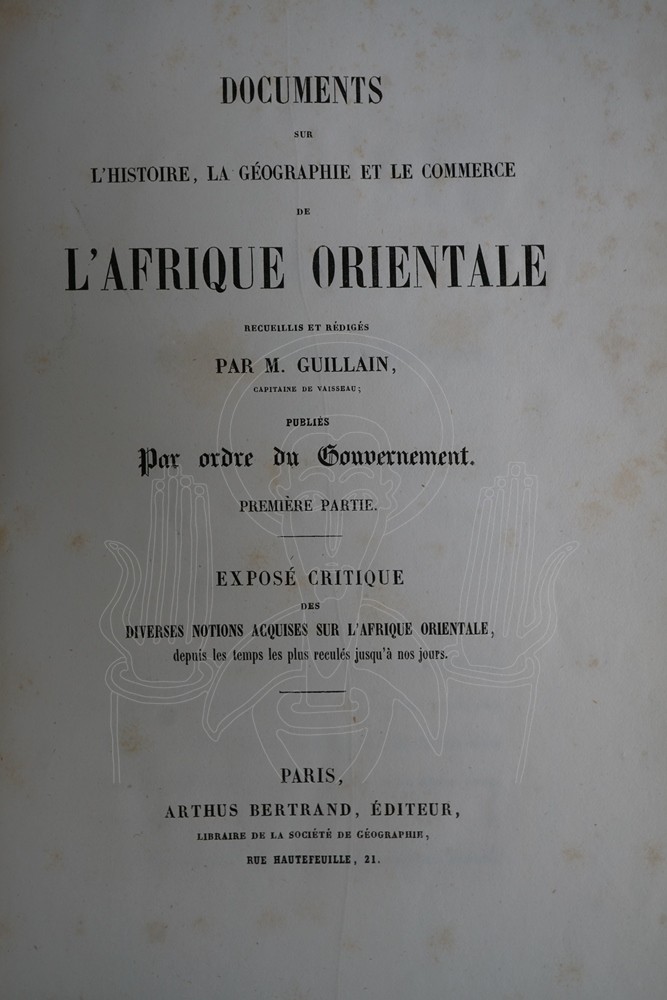 DOCUMENTS
SUR
L'HISTOIRE, LA GÉOGRAPHIE ET LE COMMERCE
DE
L'AFRIQUE ORIENTALE
RECUEILLIS ET RÉDIGÉS
PAR M. GUILLAIN,
CAPITAINE DE VAISSEAU;
PUBLIÉS
Par ordre du Gouvernement.
PREMIÈRE PARTIE.
EXPOSÉ CRITIQUE
DES
DIVERSES NOTIONS ACQUISES SUR L'AFRIQUE ORIENTALE,
depuis les temps les plus reculés jusqu'à nos jours.
PARIS,
ARTHUS BERTRAND, ÉDITEUR,
LIBRAIRE DE LA SOCIÉTÉ DE GÉOGRAPHIE,
RUE HAUTEFEUILLE, 21.